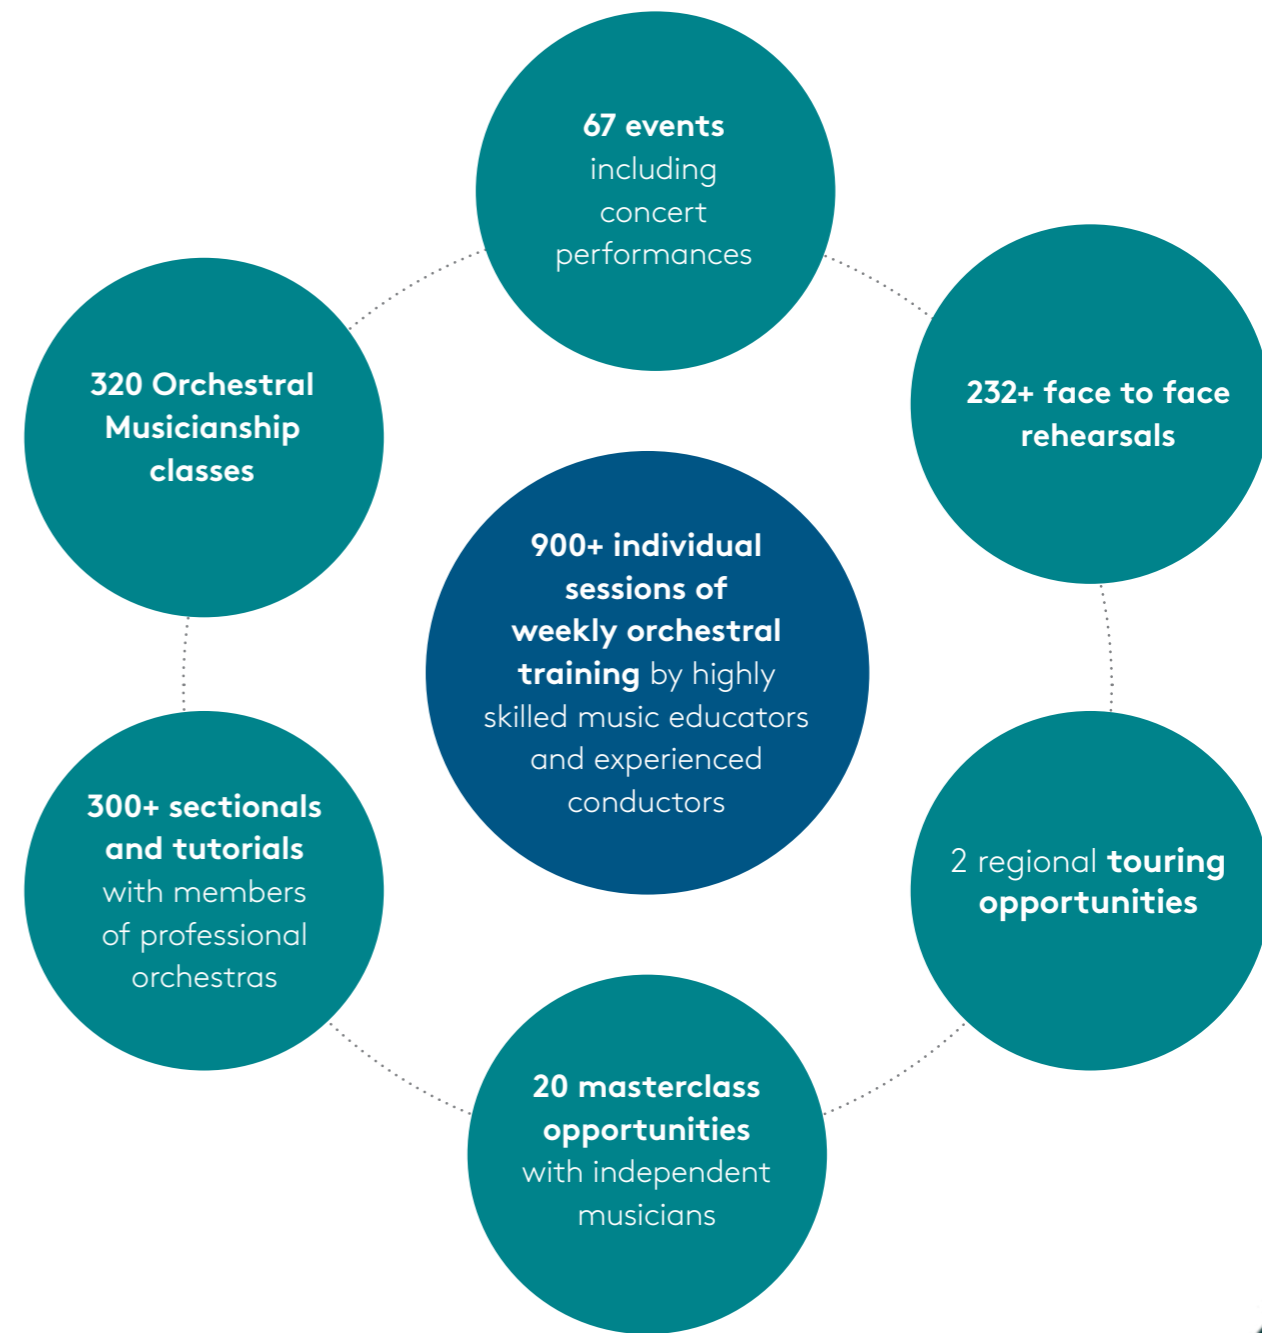 67 events
including
concert
performances
320 Orchestral
Musicianship
classes
232+ face to face
rehearsals
900+ individual
sessions of
weekly orchestral
training by highly
skilled music educators
and experienced
conductors
300+ sectionals
and tutorials
with members
of professional
orchestras
2 regional touring
opportunities
20 masterclass
opportunities
with independent
musicians